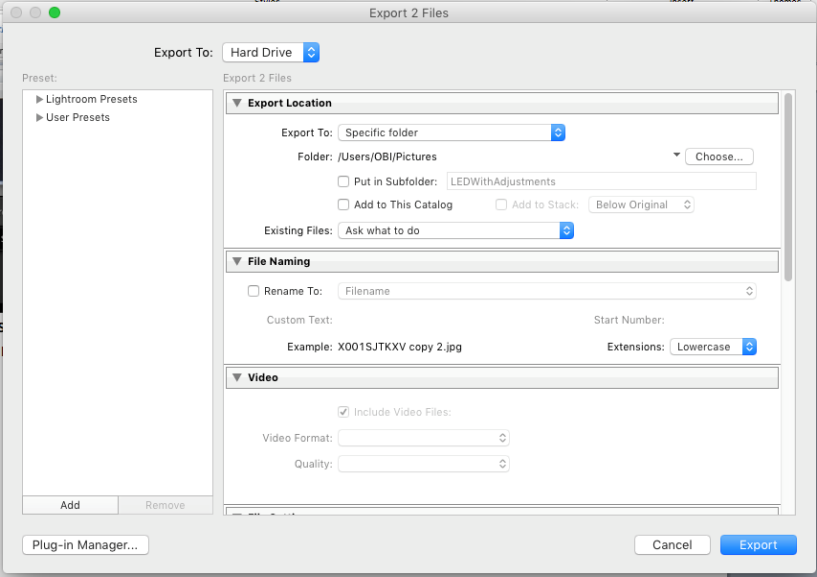 Export 2 Files
Export To: Hard Drive
Preset:
Export 2 Files
Lightroom Presets
User Presets
Export Location
Export To: Specific folder
Folder: /Users/OBI/Pictures Choose...
Put in Subfolder: LEDWithAdjustments
Add to This Catalog Add to Stack: Below Original
Existing Files: Ask what to do
File Naming
Rename To: Filename
Custom Text: Start Number:
Example: X001SJTKXV copy 2.jpg Extensions: Lowercase
Video
Include Video Files:
Video Format:
Quality:
Add Remove
Plug-in Manager... Cancel Export